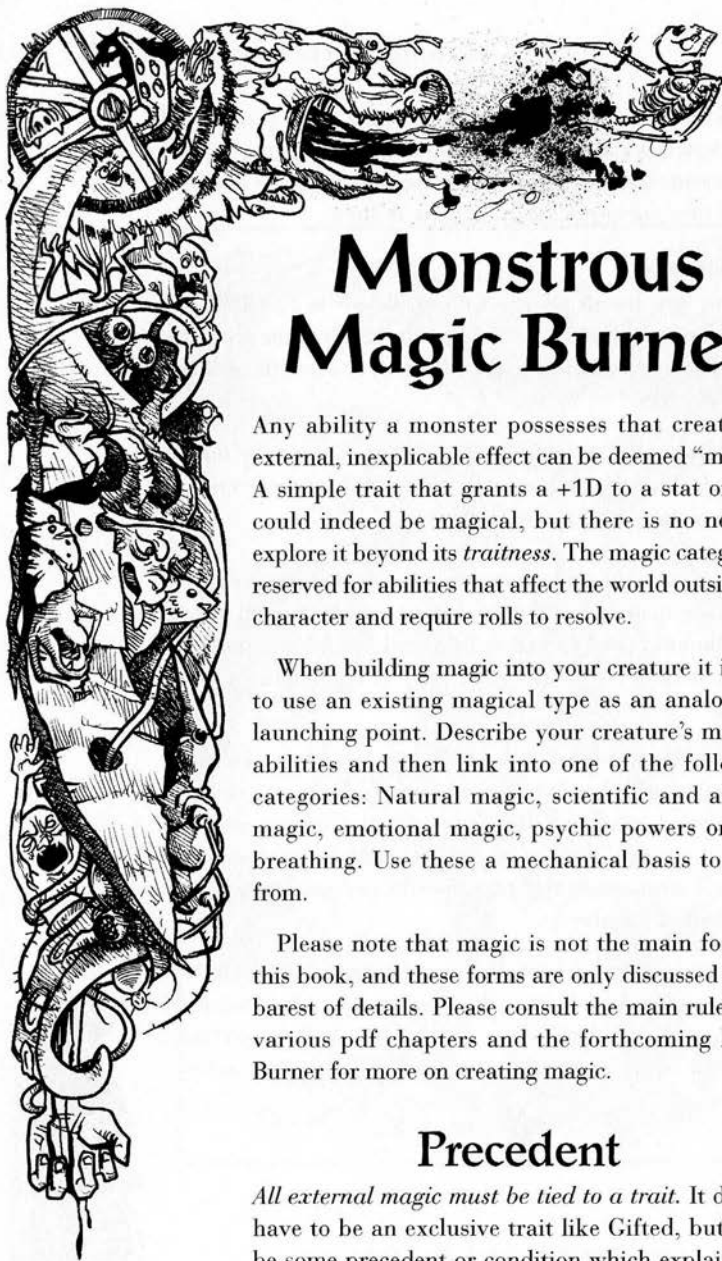 Monstrous
Magic Burne
Any ability a monster possesses that creat
external, inexplicable effect can be deemed “m
A simple trait that grants a +1D to a stat o
could indeed be magical, but there is no ne
explore it beyond its traitness. The magic categ
reserved for abilities that affect the world outsi
character and require rolls to resolve.
When building magic into your creature it i
to use an existing magical type as an analo
launching point. Describe your creature’s m
abilities and then link into one of the follo
categories: Natural magic, scientific and a
magic, emotional magic, psychic powers or
breathing. Use these a mechanical basis to
from.
Please note that magic is not the main fo
this book, and these forms are only discussed
barest of details. Please consult the main rule
various pdf chapters and the forthcoming
Burner for more on creating magic.
Precedent
All external magic must be tied to a trait. It d
have to be an exclusive trait like Gifted, but
be some precedent or condition which explai